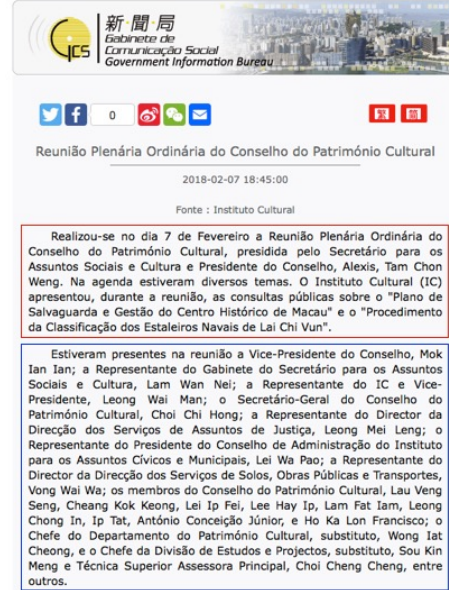 新聞局
Gabinete de
Comunicação Social
Government Information Bureau
GCS
0
繁 簡
Reunião Plenária Ordinária do Conselho do Património Cultural
2018-02-07 18:45:00
Fonte : Instituto Cultural
Realizou-se no dia 7 de Fevereiro a Reunião Plenária Ordinária do
Conselho do Património Cultural, presidida pelo Secretário para os
Assuntos Sociais e Cultura e Presidente do Conselho, Alexis, Tam Chon
Weng. Na agenda estiveram diversos temas. O Instituto Cultural (IC)
apresentou, durante a reunião, as consultas públicas sobre o "Plano de
Salvaguarda e Gestão do Centro Histórico de Macau" e o "Procedimento
da Classificação dos Estaleiros Navais de Lai Chi Vun".
Estiveram presentes na reunião a Vice-Presidente do Conselho, Mok
Ian Ian; a Representante do Gabinete do Secretário para os Assuntos
Sociais e Cultura, Lam Wan Nei; a Representante do IC e Vice-
Presidente, Leong Wai Man; o Secretário-Geral do Conselho do
Património Cultural, Choi Chi Hong; a Representante do Director da
Direcção dos Serviços de Assuntos de Justiça, Leong Mei Leng; o
Representante do Presidente do Conselho de Administração do Instituto
para os Assuntos Cívicos e Municipais, Lei Wa Pao; a Representante do
Director da Direcção dos Serviços de Solos, Obras Públicas e Transportes,
Vong Wai Wa; os membros do Conselho do Património Cultural, Lau Veng
Seng, Cheang Kok Keong, Lei Ip Fei, Lee Hay Ip, Lam Fat Iam, Leong
Chong In, Ip Tat, António Conceição Júnior, e Ho Ka Lon Francisco; o
Chefe do Departamento do Património Cultural, substituto, Wong Iat
Cheong, e o Chefe da Divisão de Estudos e Projectos, substituto, Sou Kin
Meng e Técnica Superior Assessora Principal, Choi Cheng Cheng, entre
outros.